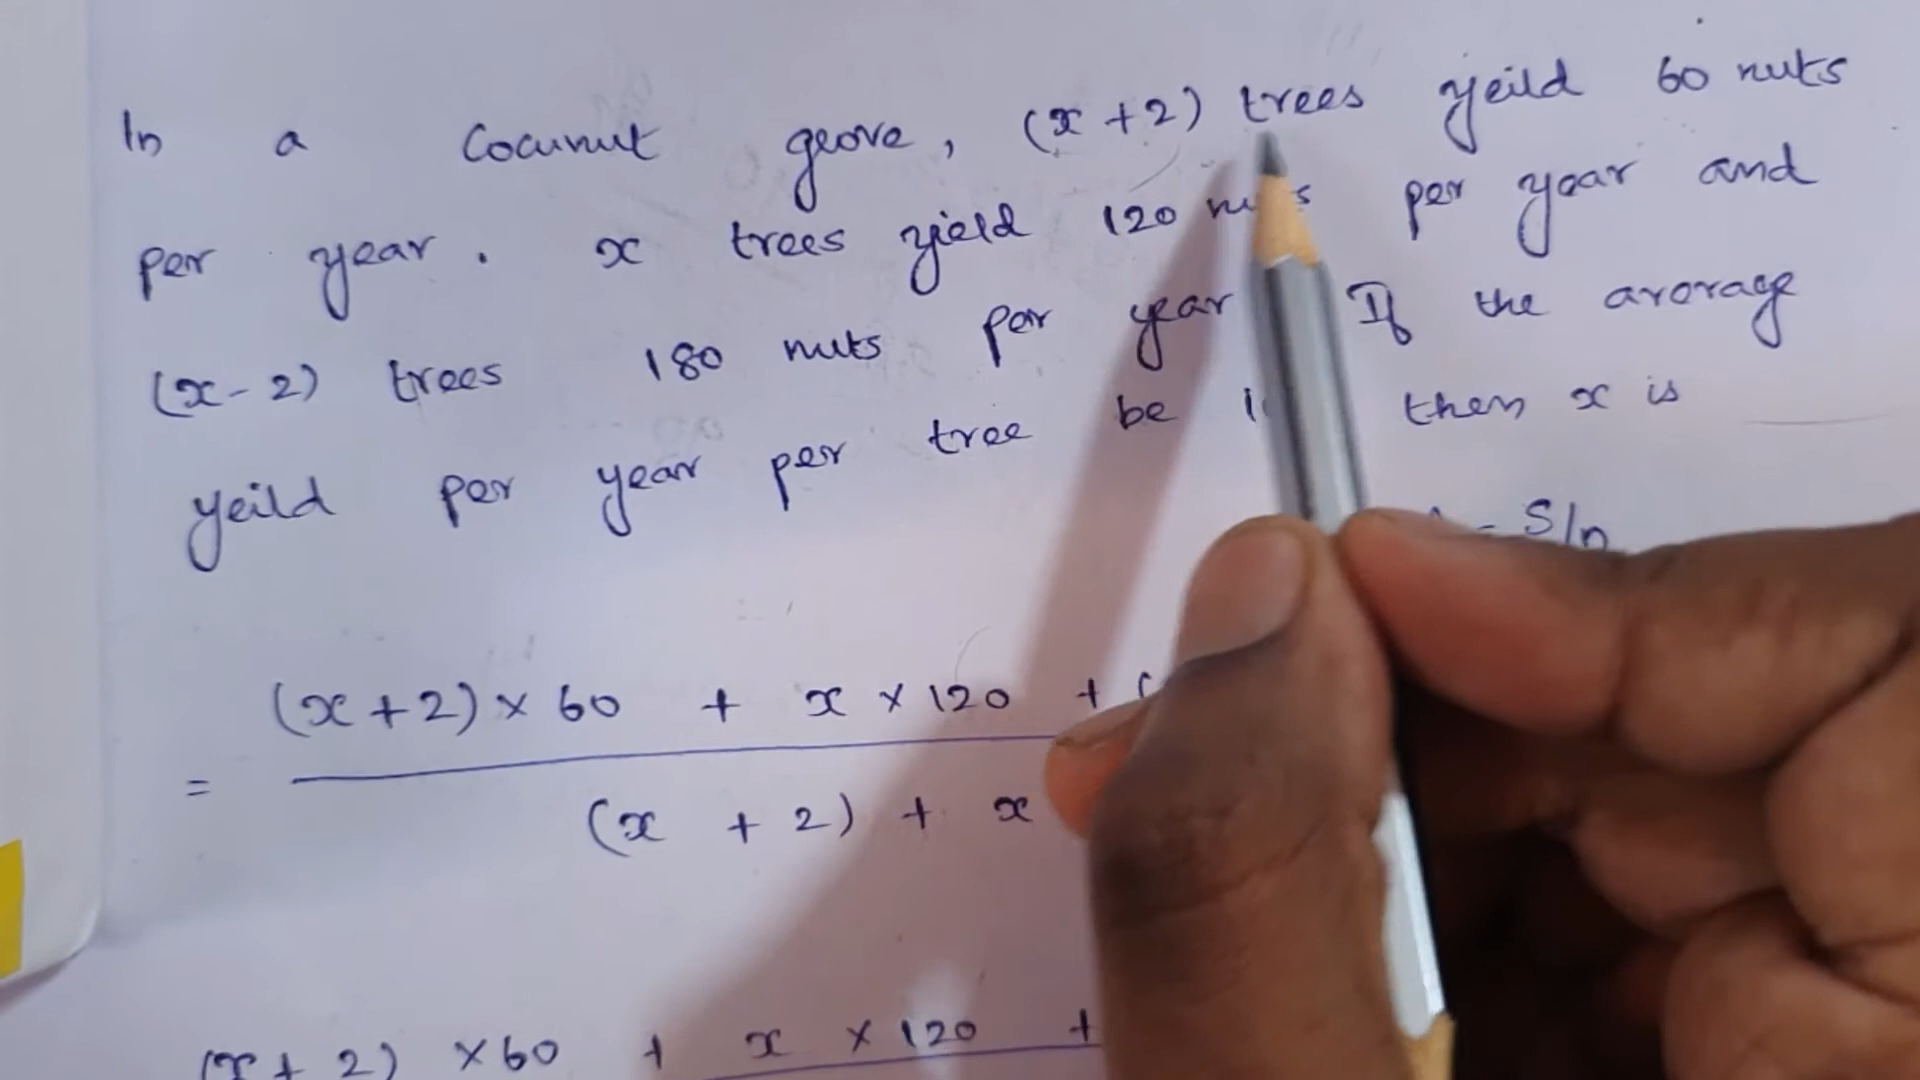 In a Cocunut grove, (x + 2) trees yeild 60 nuts
per year. x trees yield 120 per year and
(x - 2) trees 180 nuts per year If the average
yeild per year per tree be then x is
S/n
(x + 2) × 60 + x × 120 + (
=
(x + 2) + x
(x + 2) × 60 + x × 120 +